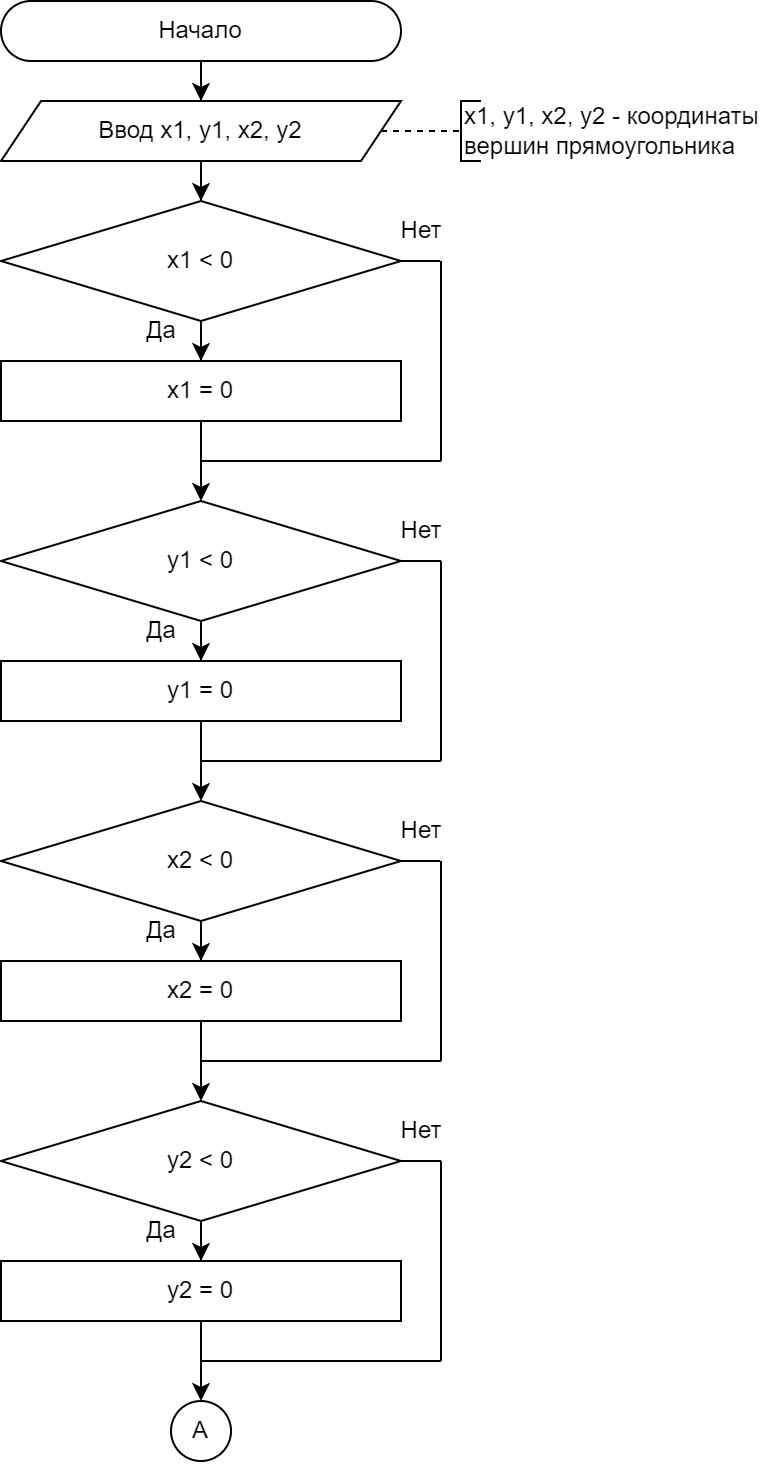 Начало
Ввод x1, y1, x2, y2
x1, y1, x2, y2 - координаты
вершин прямоугольника
x1 < 0
Нет
Да
x1 = 0
y1 < 0
Нет
Да
y1 = 0
x2 < 0
Нет
Да
x2 = 0
y2 < 0
Нет
Да
y2 = 0
A